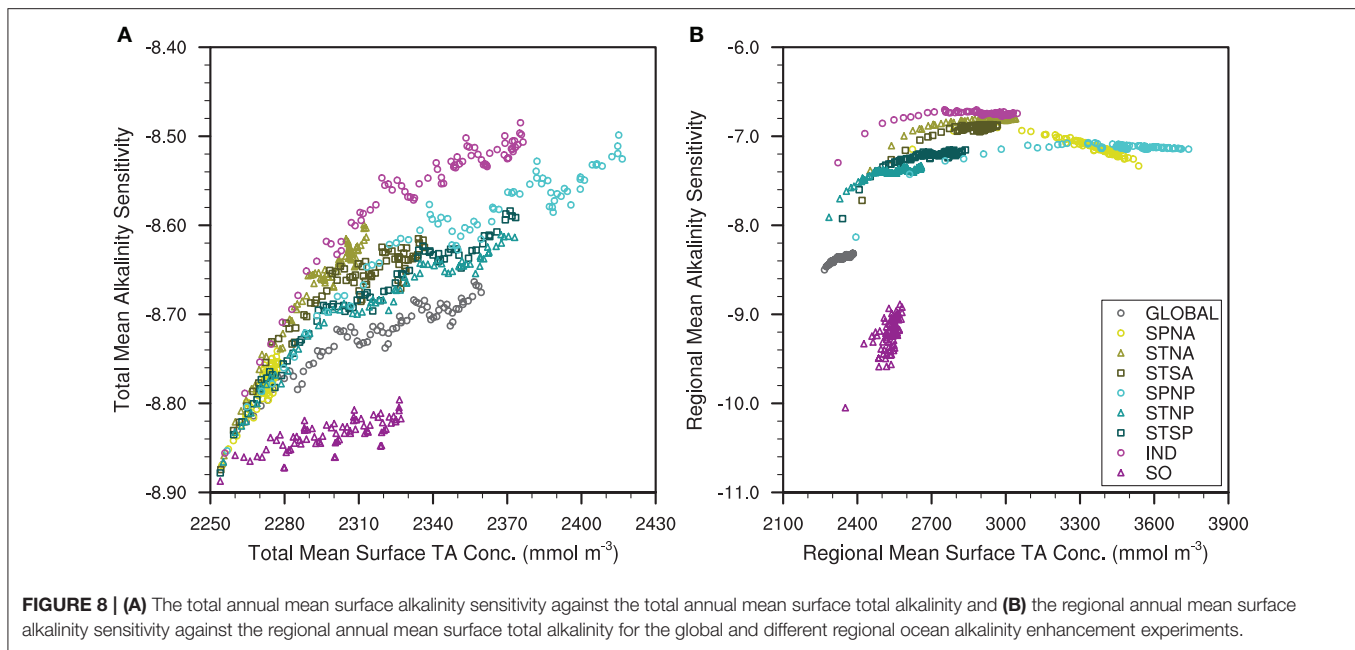 A
B
-8.40
-8.50
-8.60
-8.70
-8.80
-8.90
Total Mean Alkalinity Sensitivity
2250
2280
2310
2340
2370
2400
2430
Total Mean Surface TA Conc. (mmol m⁻³)
-6.0
-7.0
-8.0
-9.0
-10.0
-11.0
Regional Mean Alkalinity Sensitivity
2100
2400
2700
3000
3300
3600
3900
Regional Mean Surface TA Conc. (mmol m⁻³)
GLOBAL
SPNA
STNA
STSA
SPNP
STNP
STSP
IND
SO
FIGURE 8 | (A) The total annual mean surface alkalinity sensitivity against the total annual mean surface total alkalinity and (B) the regional annual mean surface
alkalinity sensitivity against the regional annual mean surface total alkalinity for the global and different regional ocean alkalinity enhancement experiments.